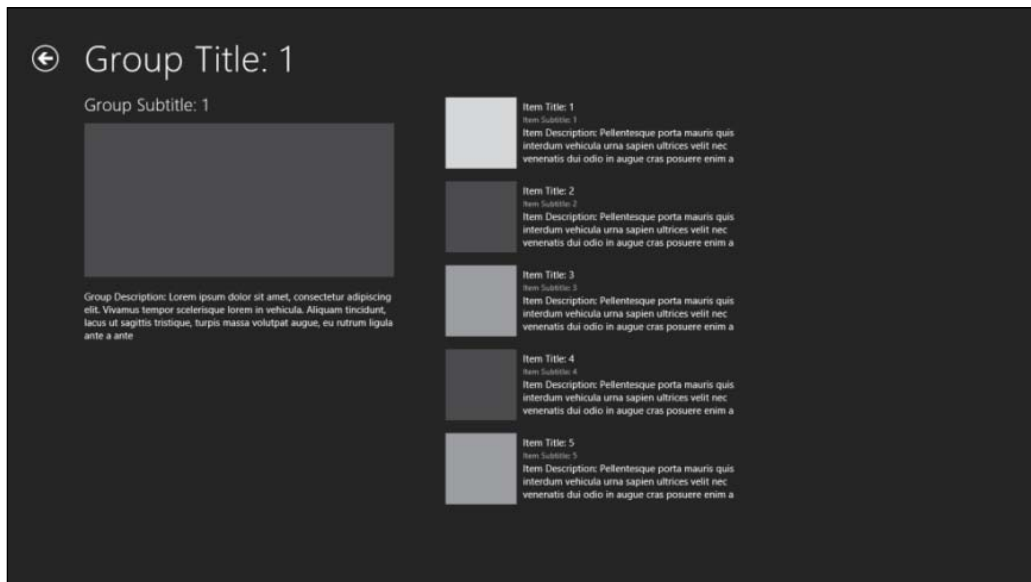 Group Title: 1
Group Subtitle: 1
Group Description: Lorem ipsum dolor sit amet, consectetur adipiscing
elit. Vivamus tempor scelerisque lorem in vehicula. Aliquam tincidunt,
lacus ut sagittis tristique, turpis massa volutpat augue, eu rutrum ligula
ante a ante
Item Title: 1
Item Subtitle: 1
Item Description: Pellentesque porta mauris quis
interdum vehicula urna sapien ultrices velit nec
venenatis dui odio in augue cras posuere enim a
Item Title: 2
Item Subtitle: 2
Item Description: Pellentesque porta mauris quis
interdum vehicula urna sapien ultrices velit nec
venenatis dui odio in augue cras posuere enim a
Item Title: 3
Item Subtitle: 3
Item Description: Pellentesque porta mauris quis
interdum vehicula urna sapien ultrices velit nec
venenatis dui odio in augue cras posuere enim a
Item Title: 4
Item Subtitle: 4
Item Description: Pellentesque porta mauris quis
interdum vehicula urna sapien ultrices velit nec
venenatis dui odio in augue cras posuere enim a
Item Title: 5
Item Subtitle: 5
Item Description: Pellentesque porta mauris quis
interdum vehicula urna sapien ultrices velit nec
venenatis dui odio in augue cras posuere enim a